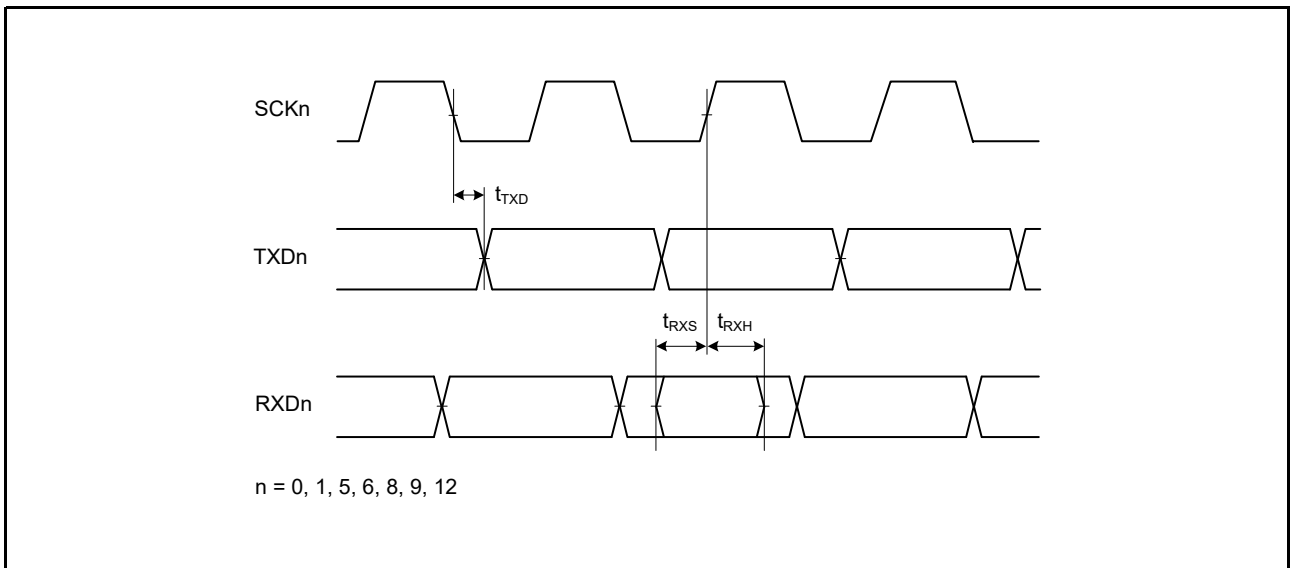 SCKn
tTXD
TXDn
tRXS tRXH
RXDn
n = 0, 1, 5, 6, 8, 9, 12